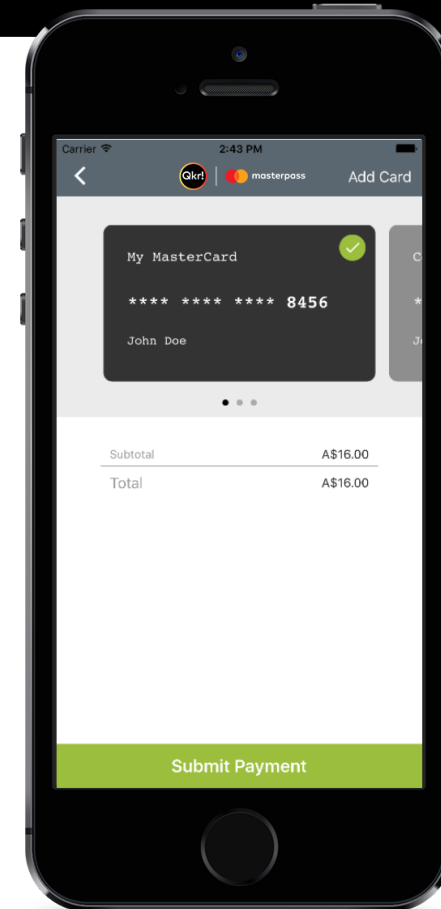 Carrier 2:43 PM
Qkr! masterpass Add Card
My MasterCard
**** **** **** 8456
John Doe
C
*
J
Subtotal A$16.00
Total A$16.00
Submit Payment